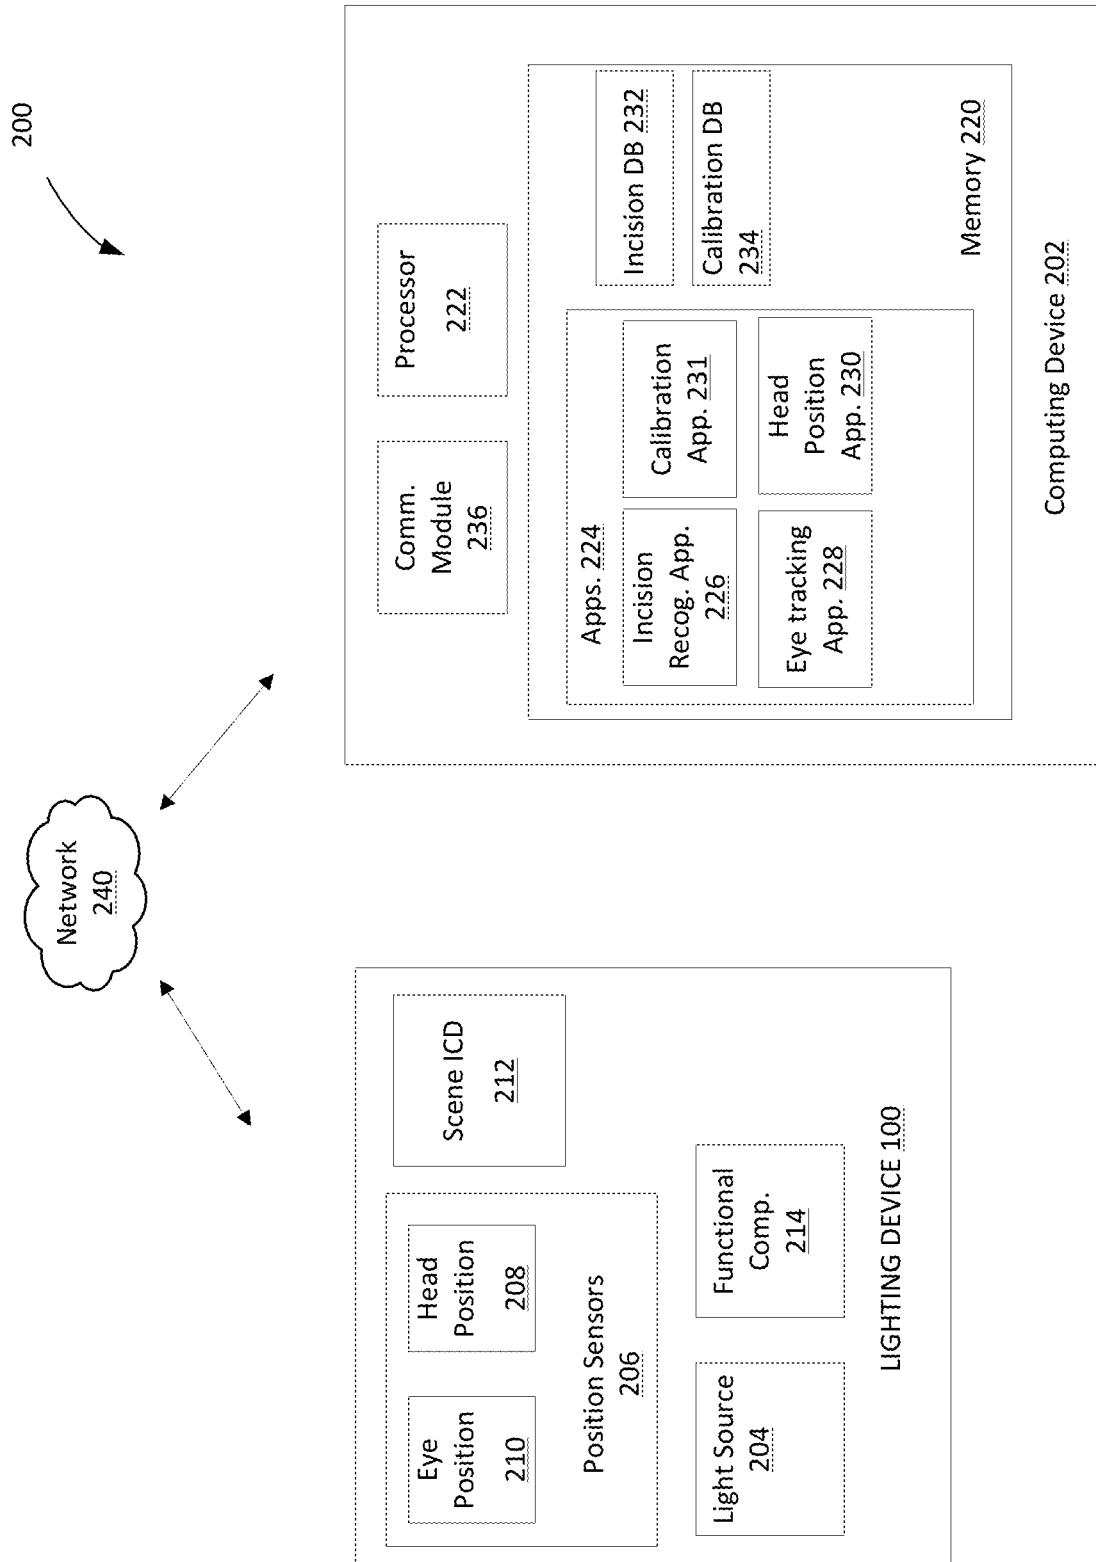 200
Network
240
Eye
Position
210
Head
Position
208
Position Sensors
206
Scene ICD
212
Light Source
204
Functional
Comp.
214
LIGHTING DEVICE 100
Comm.
Module
236
Processor
222
Apps. 224
Incision
Recog. App.
226
Calibration
App. 231
Eye tracking
App. 228
Head
Position
App. 230
Incision DB 232
Calibration DB
234
Memory 220
Computing Device 202